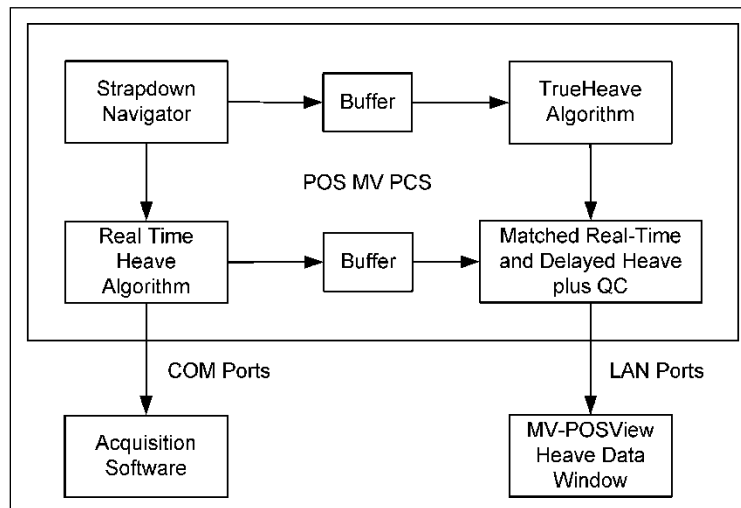 Strapdown
Navigator
Buffer
TrueHeave
Algorithm
POS MV PCS
Real Time
Heave
Algorithm
Buffer
Matched Real-Time
and Delayed Heave
plus QC
COM Ports
LAN Ports
Acquisition
Software
MV-POSView
Heave Data
Window